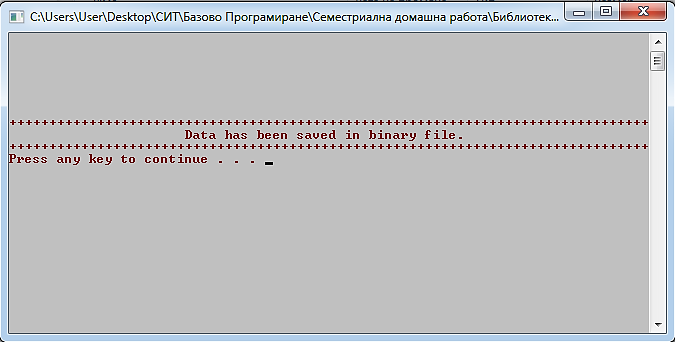 C:\Users\User\Desktop\СИТ\Базово Програмиране\Семестриална домашна работа\Библиотек...
++++++++++++++++++++++++++++++++++++++++++++++++++++++++++++++++++++++++++++++++
Data has been saved in binary file.
++++++++++++++++++++++++++++++++++++++++++++++++++++++++++++++++++++++++++++++++
Press any key to continue . . .